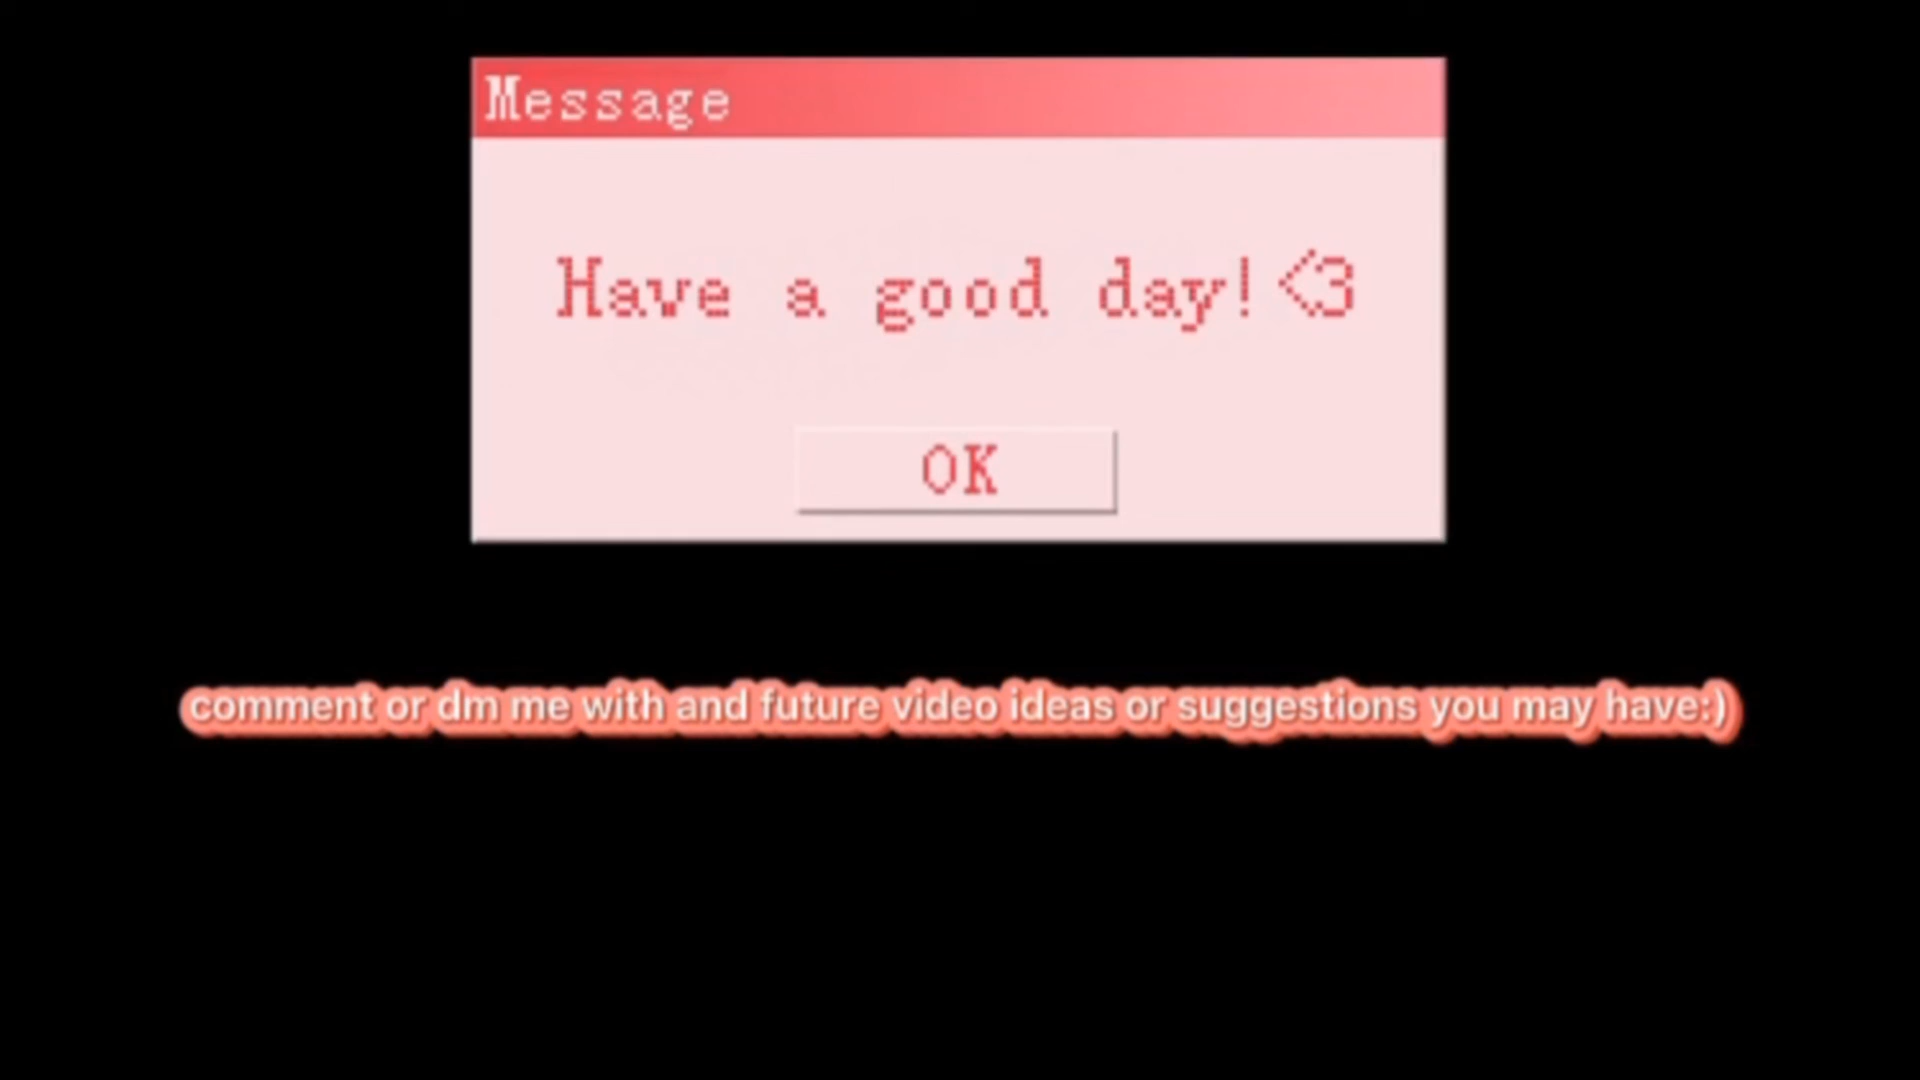 Message
Have a good day!<3
OK
comment or dm me with and future video ideas or suggestions you may have:)